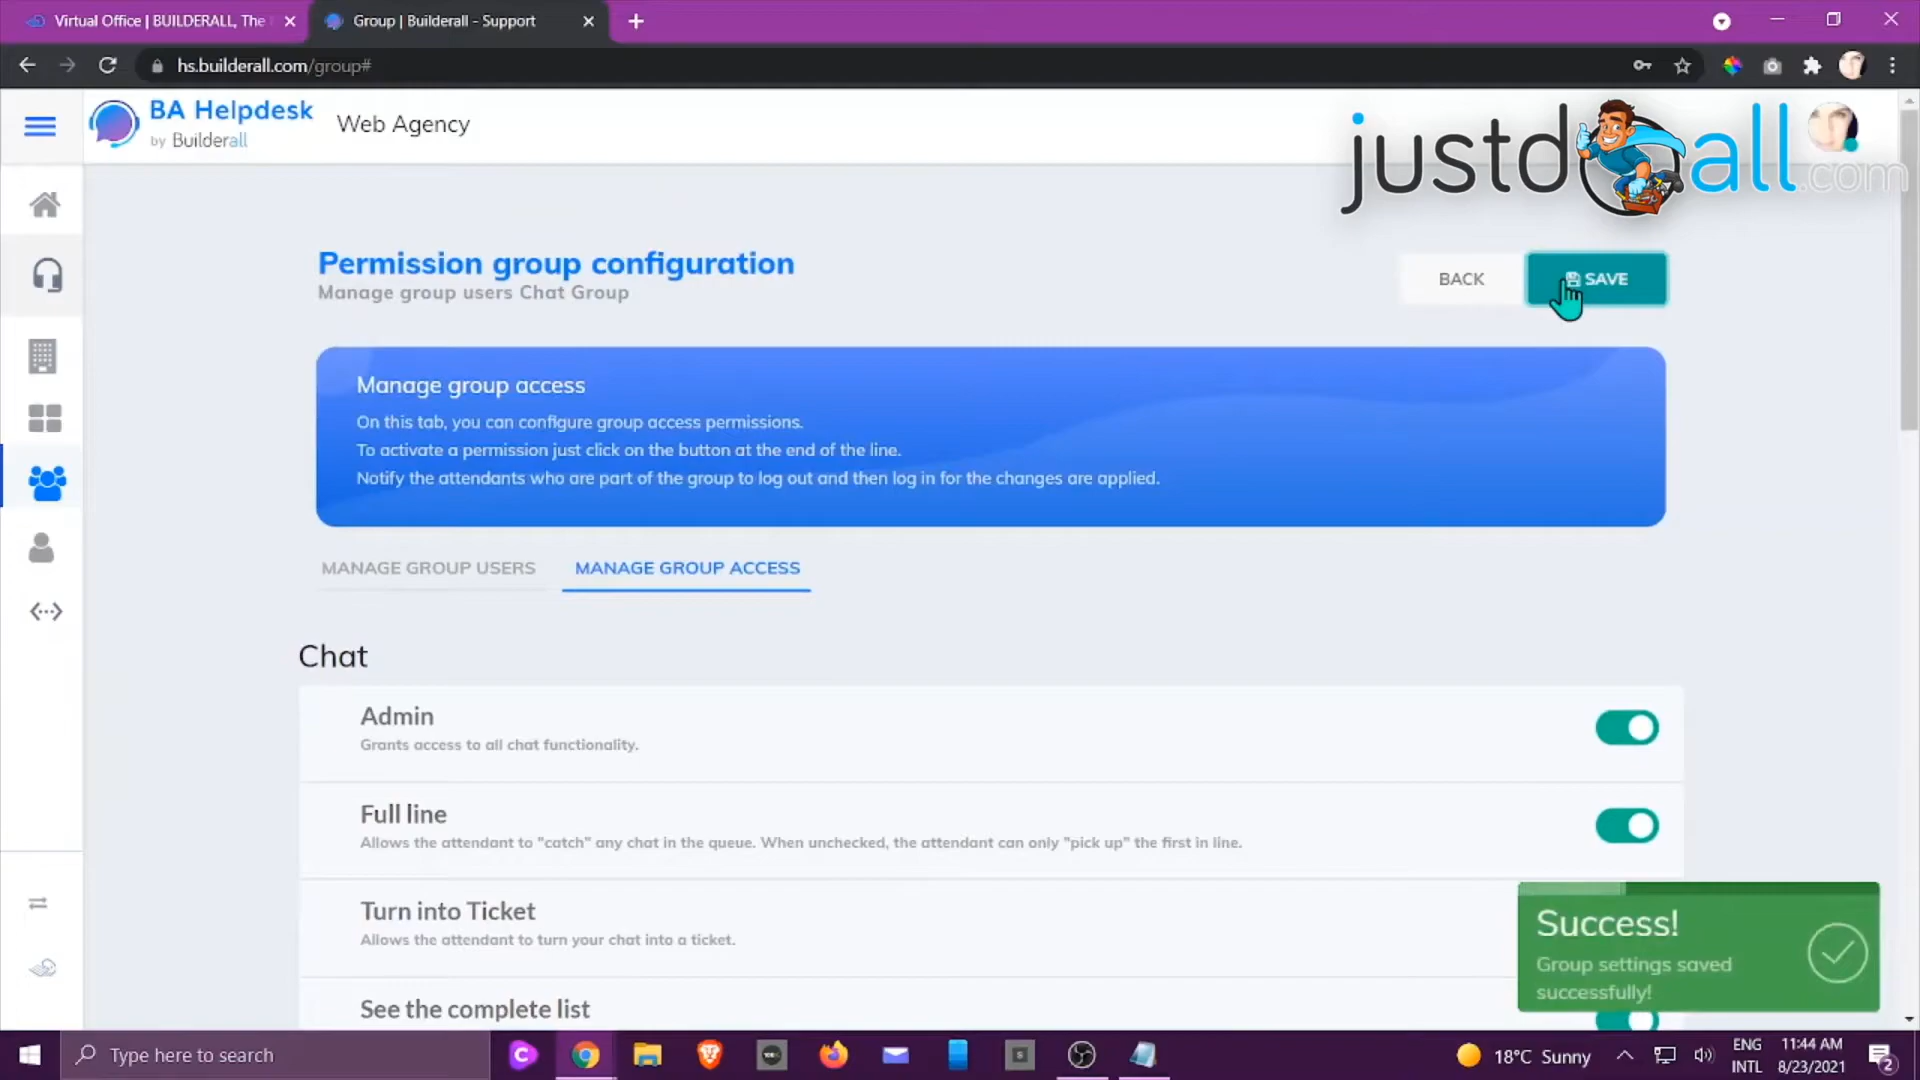 Virtual Office | BUILDERALL, The
Group | Builderall - Support
hs.builderall.com/group#
BA Helpdesk
by Builderall
Web Agency
justdoall.com
Permission group configuration
Manage group users Chat Group
BACK
SAVE
Manage group access
On this tab, you can configure group access permissions.
To activate a permission just click on the button at the end of the line.
Notify the attendants who are part of the group to log out and then log in for the changes are applied.
MANAGE GROUP USERS
MANAGE GROUP ACCESS
Chat
Admin
Grants access to all chat functionality.
Full line
Allows the attendant to "catch" any chat in the queue. When unchecked, the attendant can only "pick up" the first in line.
Turn into Ticket
Allows the attendant to turn your chat into a ticket.
See the complete list
Success!
Group settings saved
successfully!
Type here to search
18°C Sunny
ENG
INTL
11:44 AM
8/23/2021
2